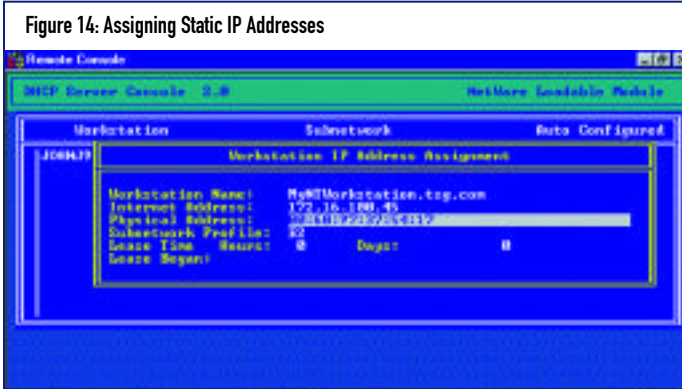 Figure 14: Assigning Static IP Addresses
Remote Console
DHCP Server Console 2.0 NetWare Loadable Module
Workstation Subnetwork Auto Configured
Workstation IP Address Assignment
Workstation Name: MyNTWorkstation.tsg.com
Internet Address: 172.16.100.45
Physical Address:
Subnetwork Profile:
Lease Time Hours: 0 Days: 0
Lease Began: